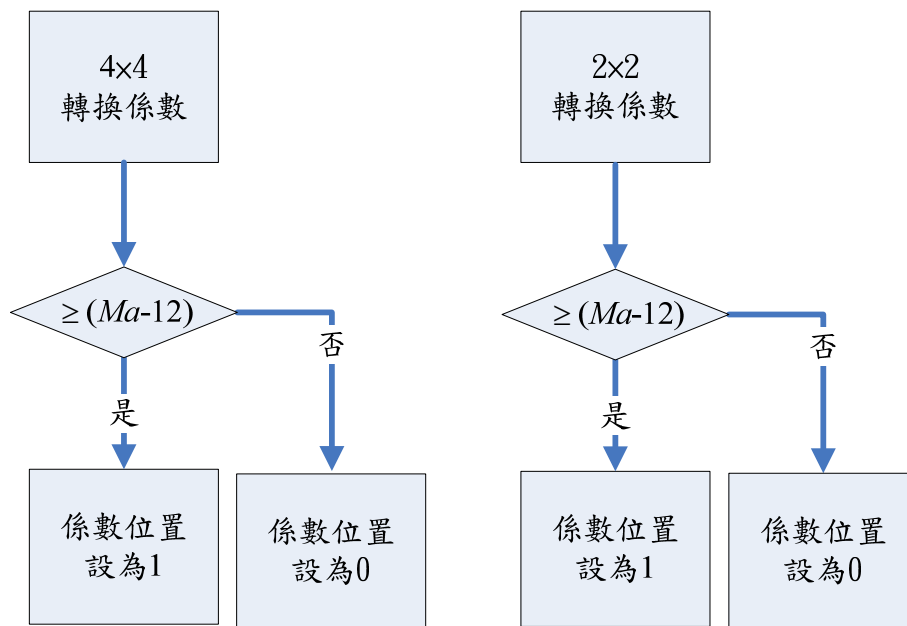 4×4
轉換係數
≥ (Ma-12)
否
是
係數位置
設為1
係數位置
設為0
2×2
轉換係數
≥ (Ma-12)
否
是
係數位置
設為1
係數位置
設為0